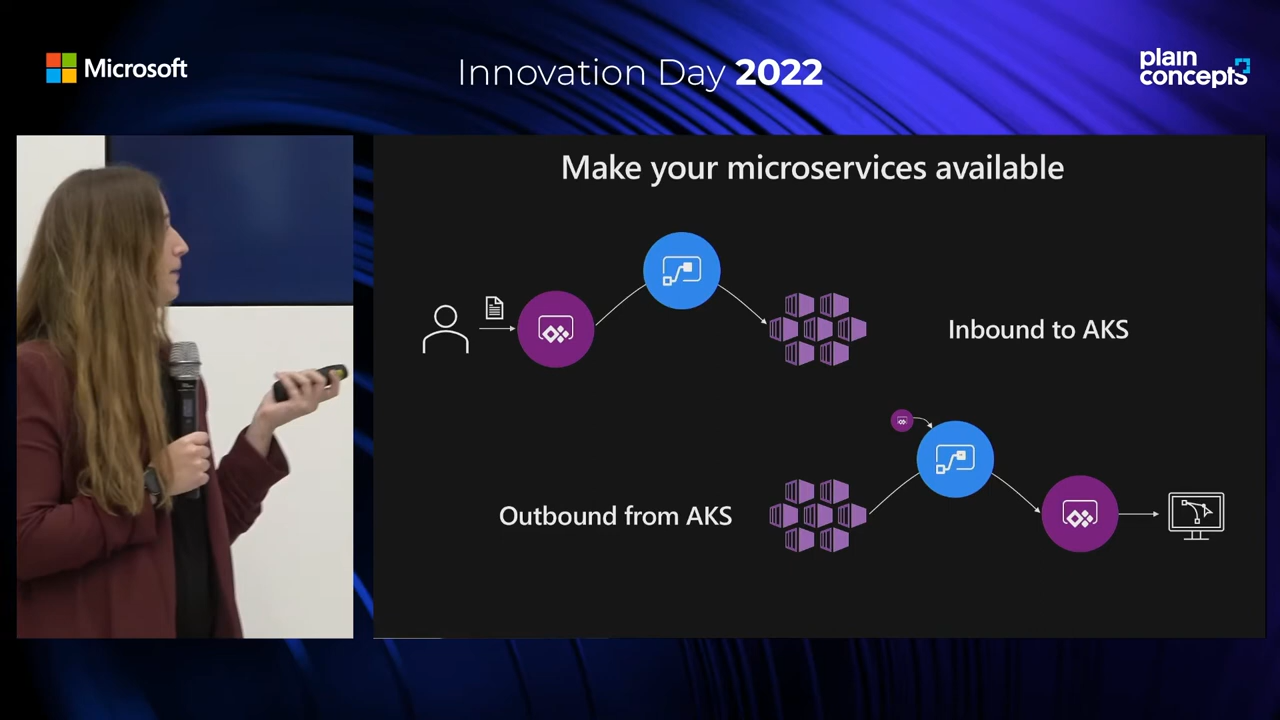 Microsoft
Innovation Day 2022
plain
concepts
Make your microservices available
Inbound to AKS
Outbound from AKS